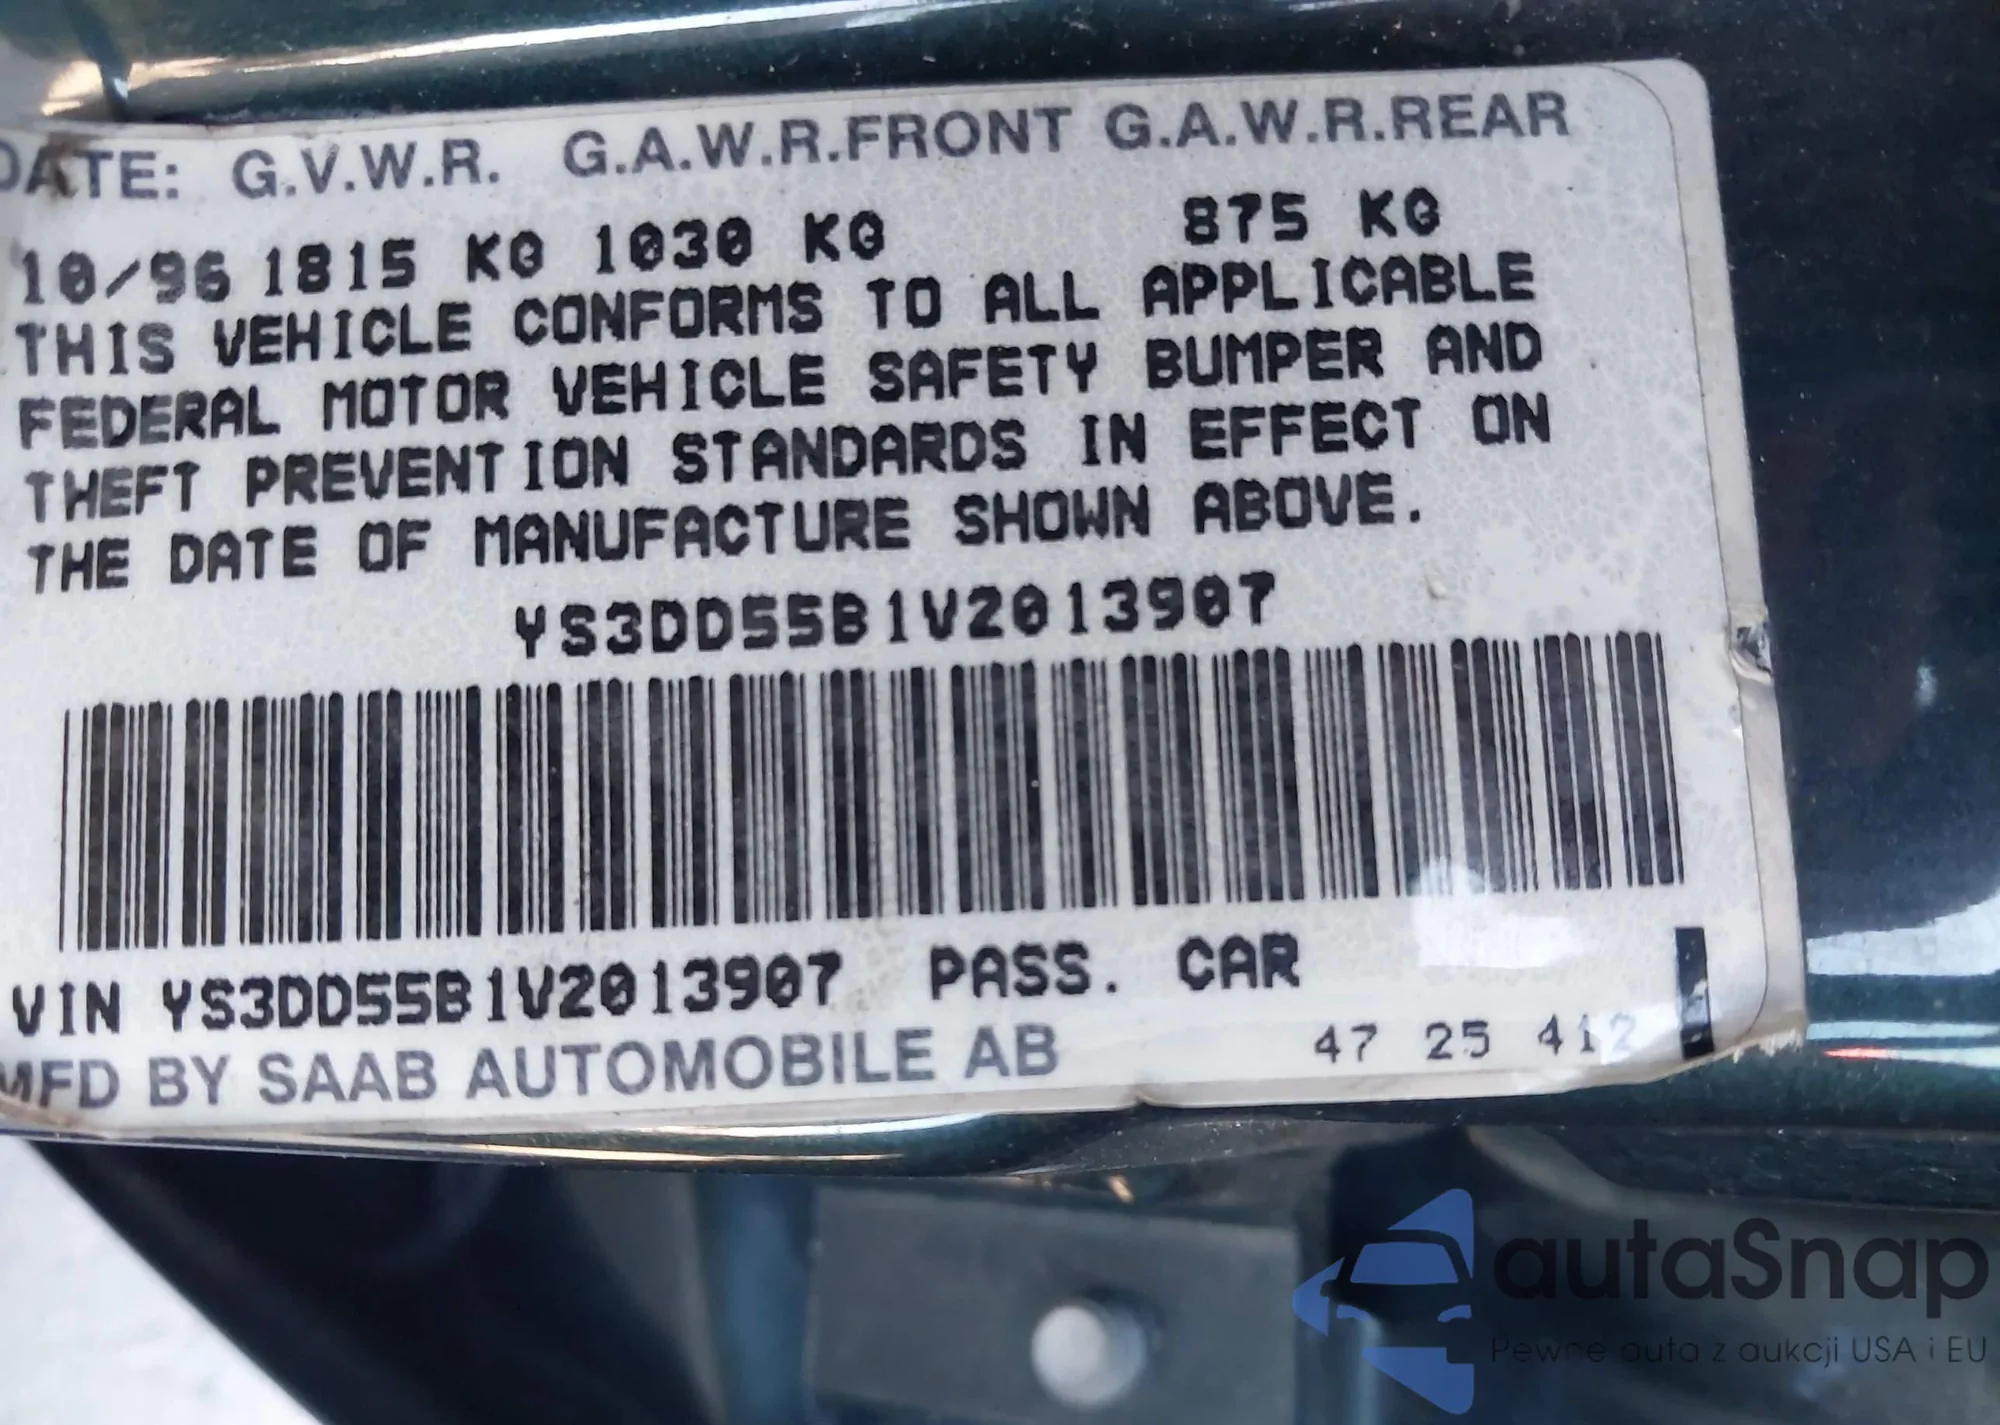 DATE: G.V.W.R. G.A.W.R.FRONT G.A.W.R.REAR
10/96 1815 KG 1030 KG 875 KG
THIS VEHICLE CONFORMS TO ALL APPLICABLE
FEDERAL MOTOR VEHICLE SAFETY BUMPER AND
THEFT PREVENTION STANDARDS IN EFFECT ON
THE DATE OF MANUFACTURE SHOWN ABOVE.
YS3DD55B1V2013907
VIN YS3DD55B1V2013907 PASS. CAR
MFD BY SAAB AUTOMOBILE AB 47 25 412
autaSnap
Pewne auta z aukcji USA i EU